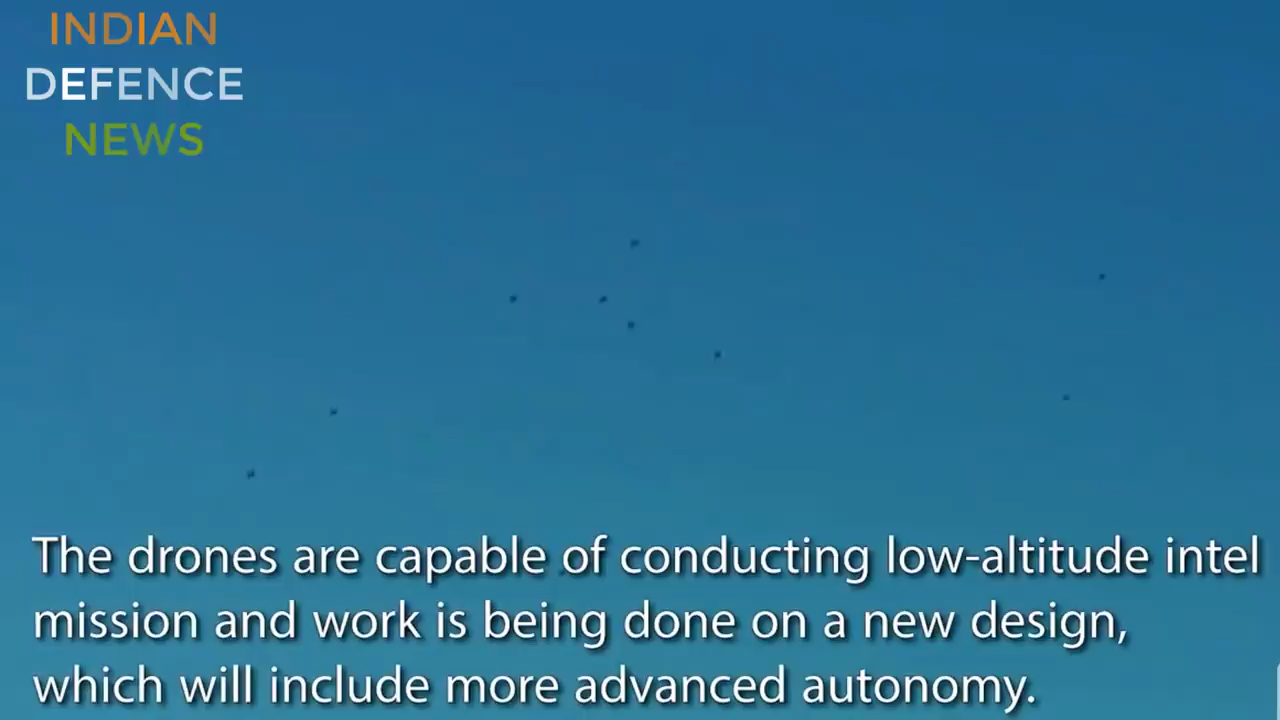 INDIAN
DEFENCE
NEWS
The drones are capable of conducting low-altitude intel
mission and work is being done on a new design,
which will include more advanced autonomy.